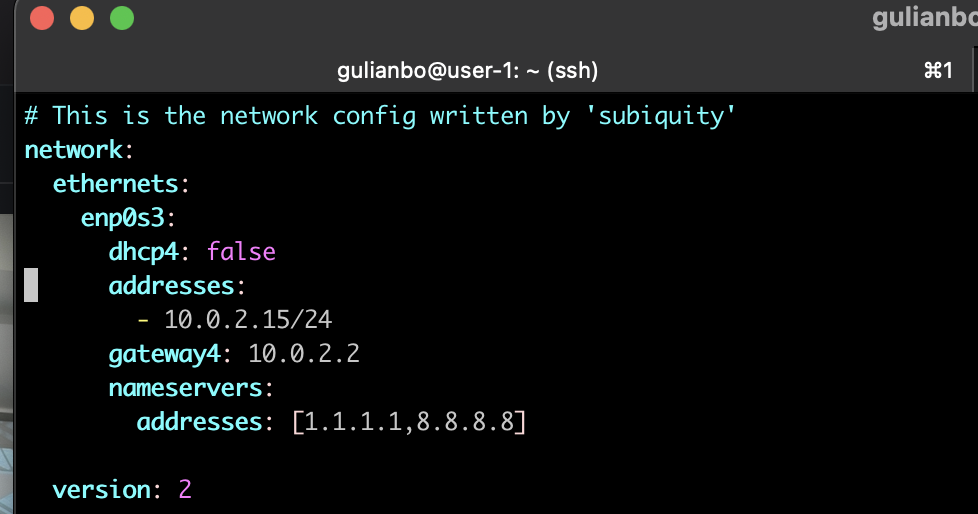 gulianbo
gulianbo@user-1: ~ (ssh)
⌘1
# This is the network config written by 'subiquity'
network:
  ethernets:
    enp0s3:
      dhcp4: false
      addresses:
        - 10.0.2.15/24
      gateway4: 10.0.2.2
      nameservers:
        addresses: [1.1.1.1,8.8.8.8]
  version: 2